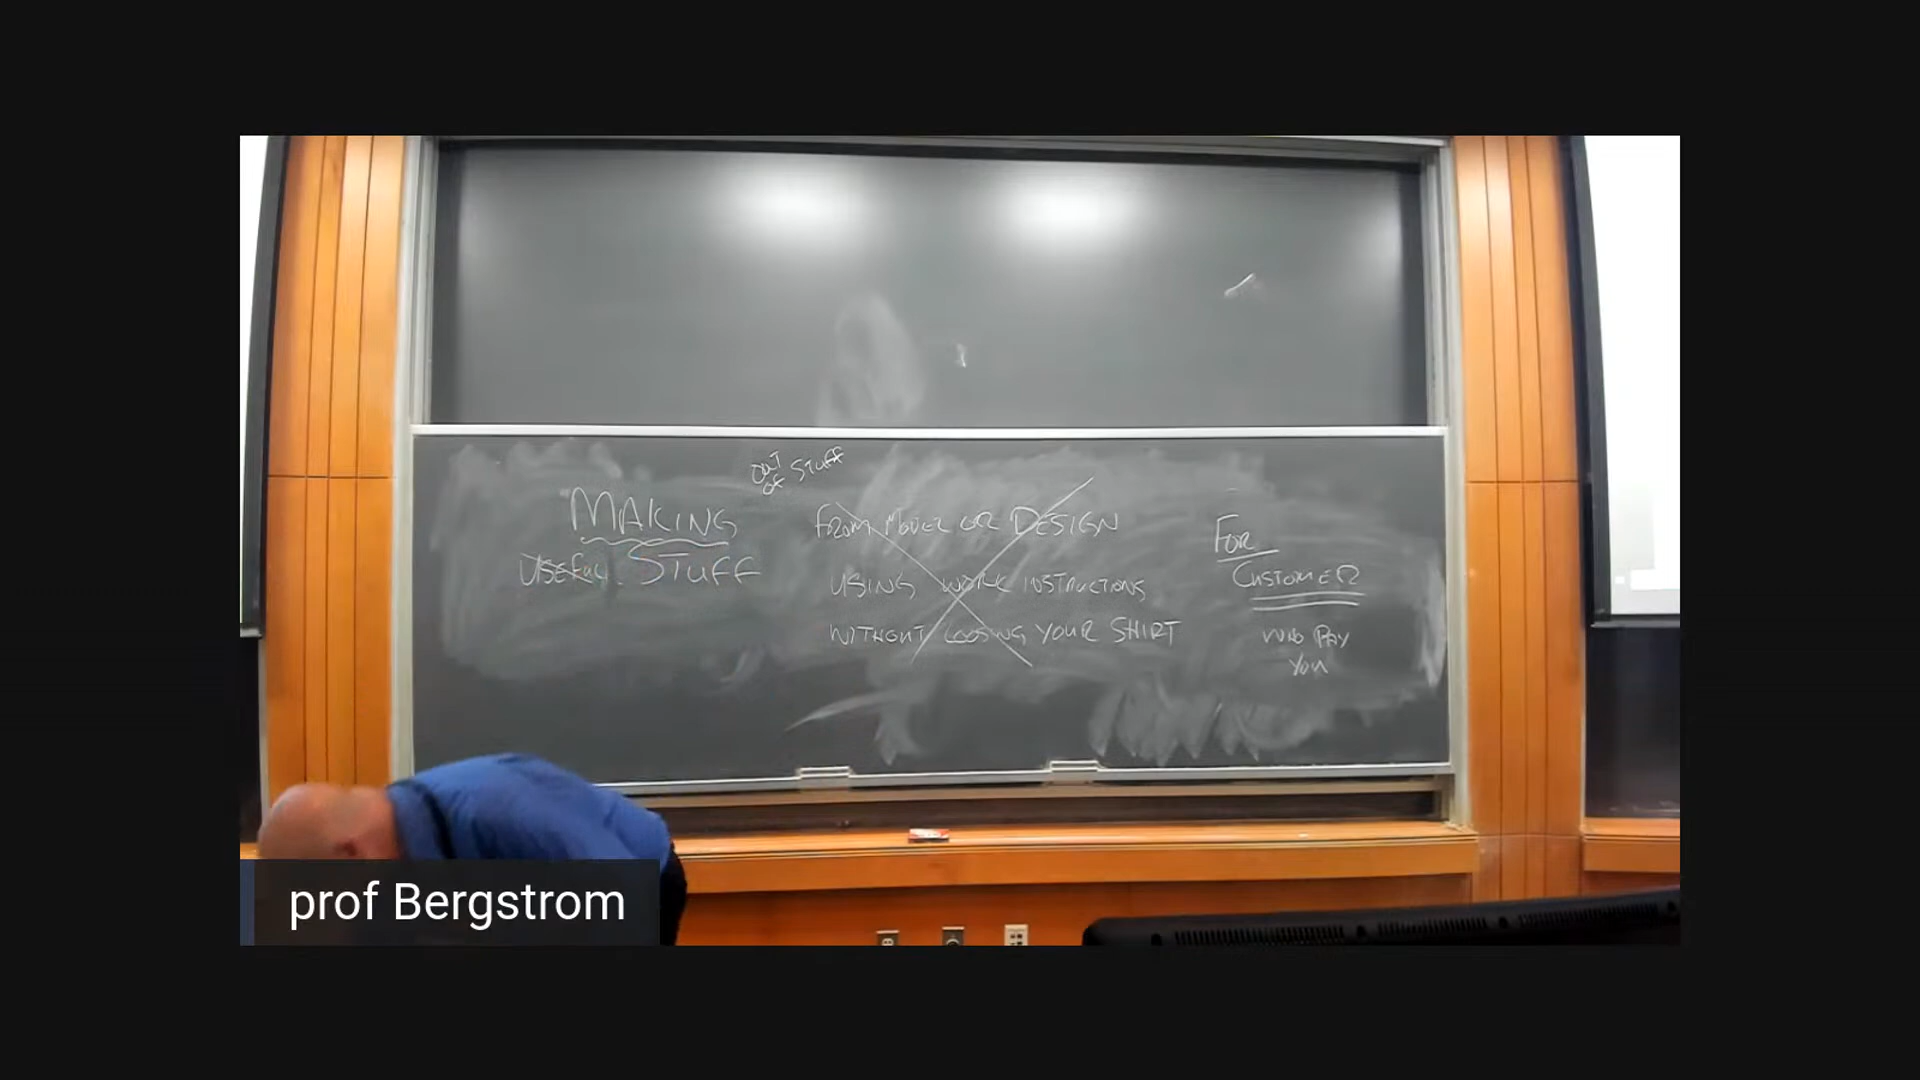 OUT STUFF
OF
MAKING
USEFUL STUFF
FROM MODEL OR DESIGN
USING WORK INSTRUCTIONS
WITHOUT LOOSING YOUR SHIRT
FOR
CUSTOMER
WHO PAY
YOU
prof Bergstrom